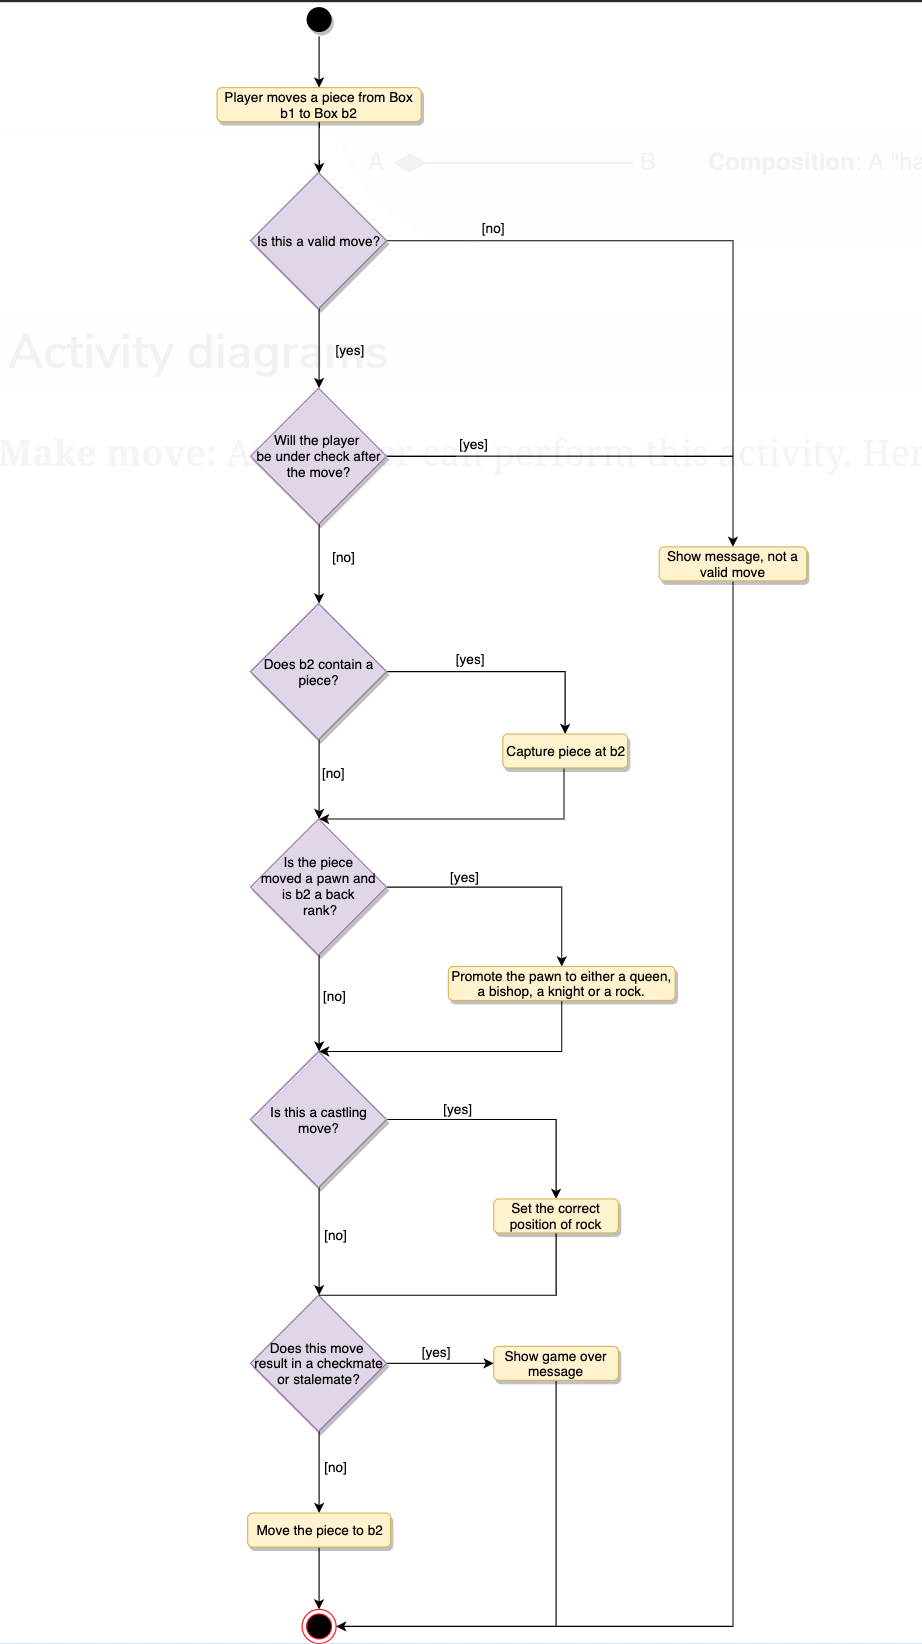 Player moves a piece from Box
b1 to Box b2
A
B
Composition: A "ha
Is this a valid move?
[no]
Activity diagrams
[yes]
Make move: A
er can perform this activity. Her
Will the player
be under check after
the move?
[yes]
[no]
Show message, not a
valid move
Does b2 contain a
piece?
[yes]
Capture piece at b2
[no]
Is the piece
moved a pawn and
is b2 a back
rank?
[yes]
Promote the pawn to either a queen,
a bishop, a knight or a rock.
[no]
Is this a castling
move?
[yes]
Set the correct
position of rock
[no]
Does this move
result in a checkmate
or stalemate?
[yes]
Show game over
message
[no]
Move the piece to b2